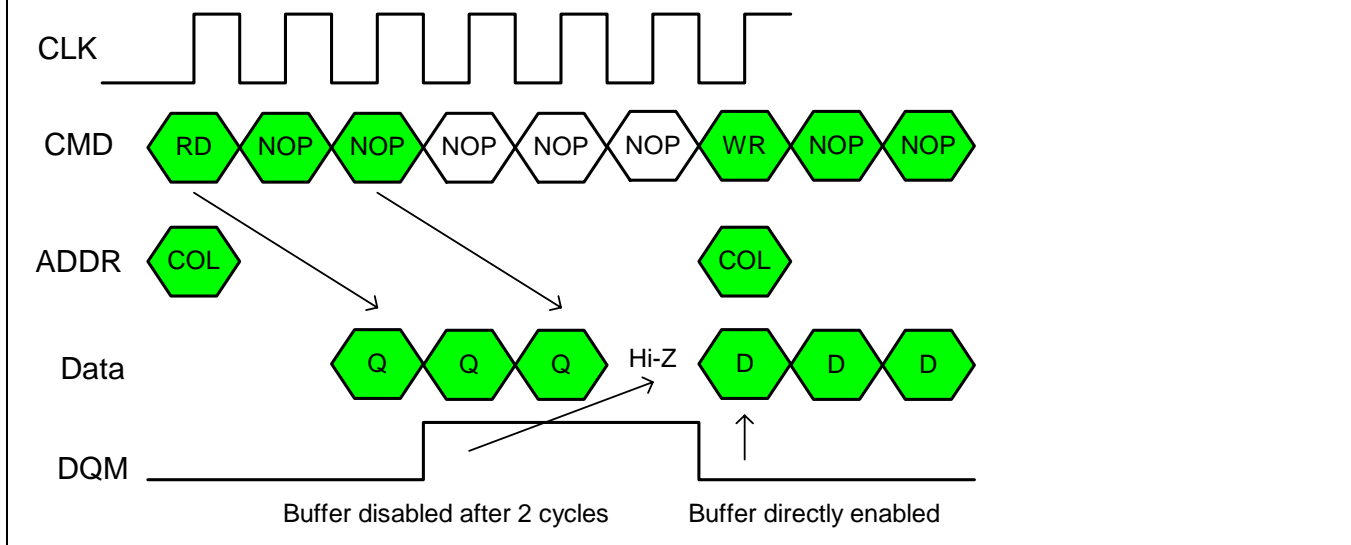 CLK
CMD RD NOP NOP NOP NOP NOP WR NOP NOP
ADDR COL COL
Data Q Q Q Hi-Z D D D
DQM
Buffer disabled after 2 cycles Buffer directly enabled